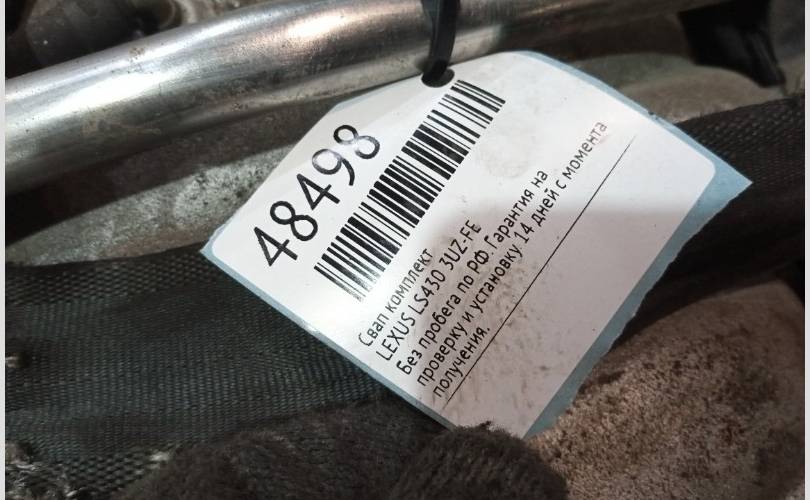 48498
Свап комплект
LEXUS LS430 3UZ-FE
Без пробега по РФ. Гарантия на
проверку и установку 14 дней с момента
получения.